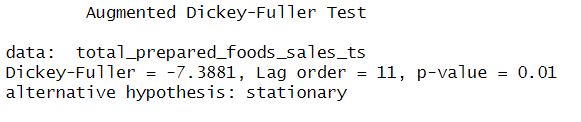 Augmented Dickey-Fuller Test
data:  total_prepared_foods_sales_ts
Dickey-Fuller = -7.3881, Lag order = 11, p-value = 0.01
alternative hypothesis: stationary